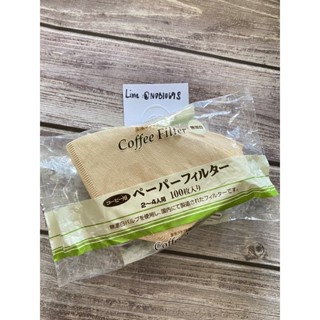 Line : @NDB1069S
Coffee Filter
コーヒー用
ペーパーフィルター
2～4人用 100枚入り
無漂白パルプを使用し、国内にて製造されたフィルターです。
Coffee